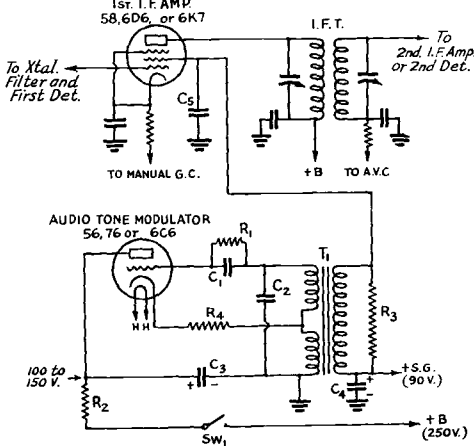 1ST. I.F. AMP.
58, 6D6, or 6K7
I.F.T.
To
2nd. I.F. Amp.
or 2nd Det.
To Xtal.
Filter and
First Det.
C5
TO MANUAL G.C.
+B
TO A.V.C
AUDIO TONE MODULATOR
56, 76 or 6C6
R1
C1
T1
C2
R3
H H
R4
100 to
150 V.
C3
+ -
R2
C4
+
-
+S.G.
(90V.)
SW1
+B
(250V.)